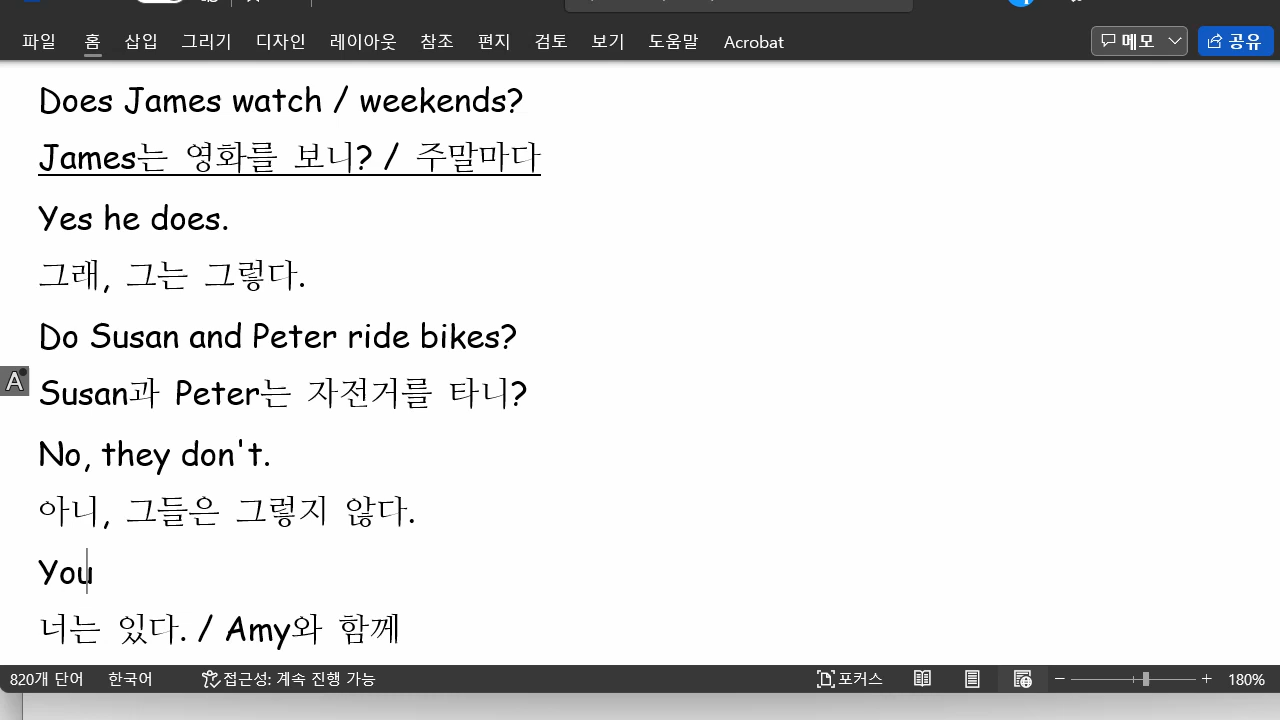 파일 홈 삽입 그리기 디자인 레이아웃 참조 편지 검토 보기 도움말 Acrobat 메모 공유
Does James watch / weekends?
James는 영화를 보니? / 주말마다
Yes he does.
그래, 그는 그렇다.
Do Susan and Peter ride bikes?
A
Susan과 Peter는 자전거를 타니?
No, they don't.
아니, 그들은 그렇지 않다.
You
너는 있다. / Amy와 함께
820개 단어 한국어 접근성: 계속 진행 가능 포커스 180%